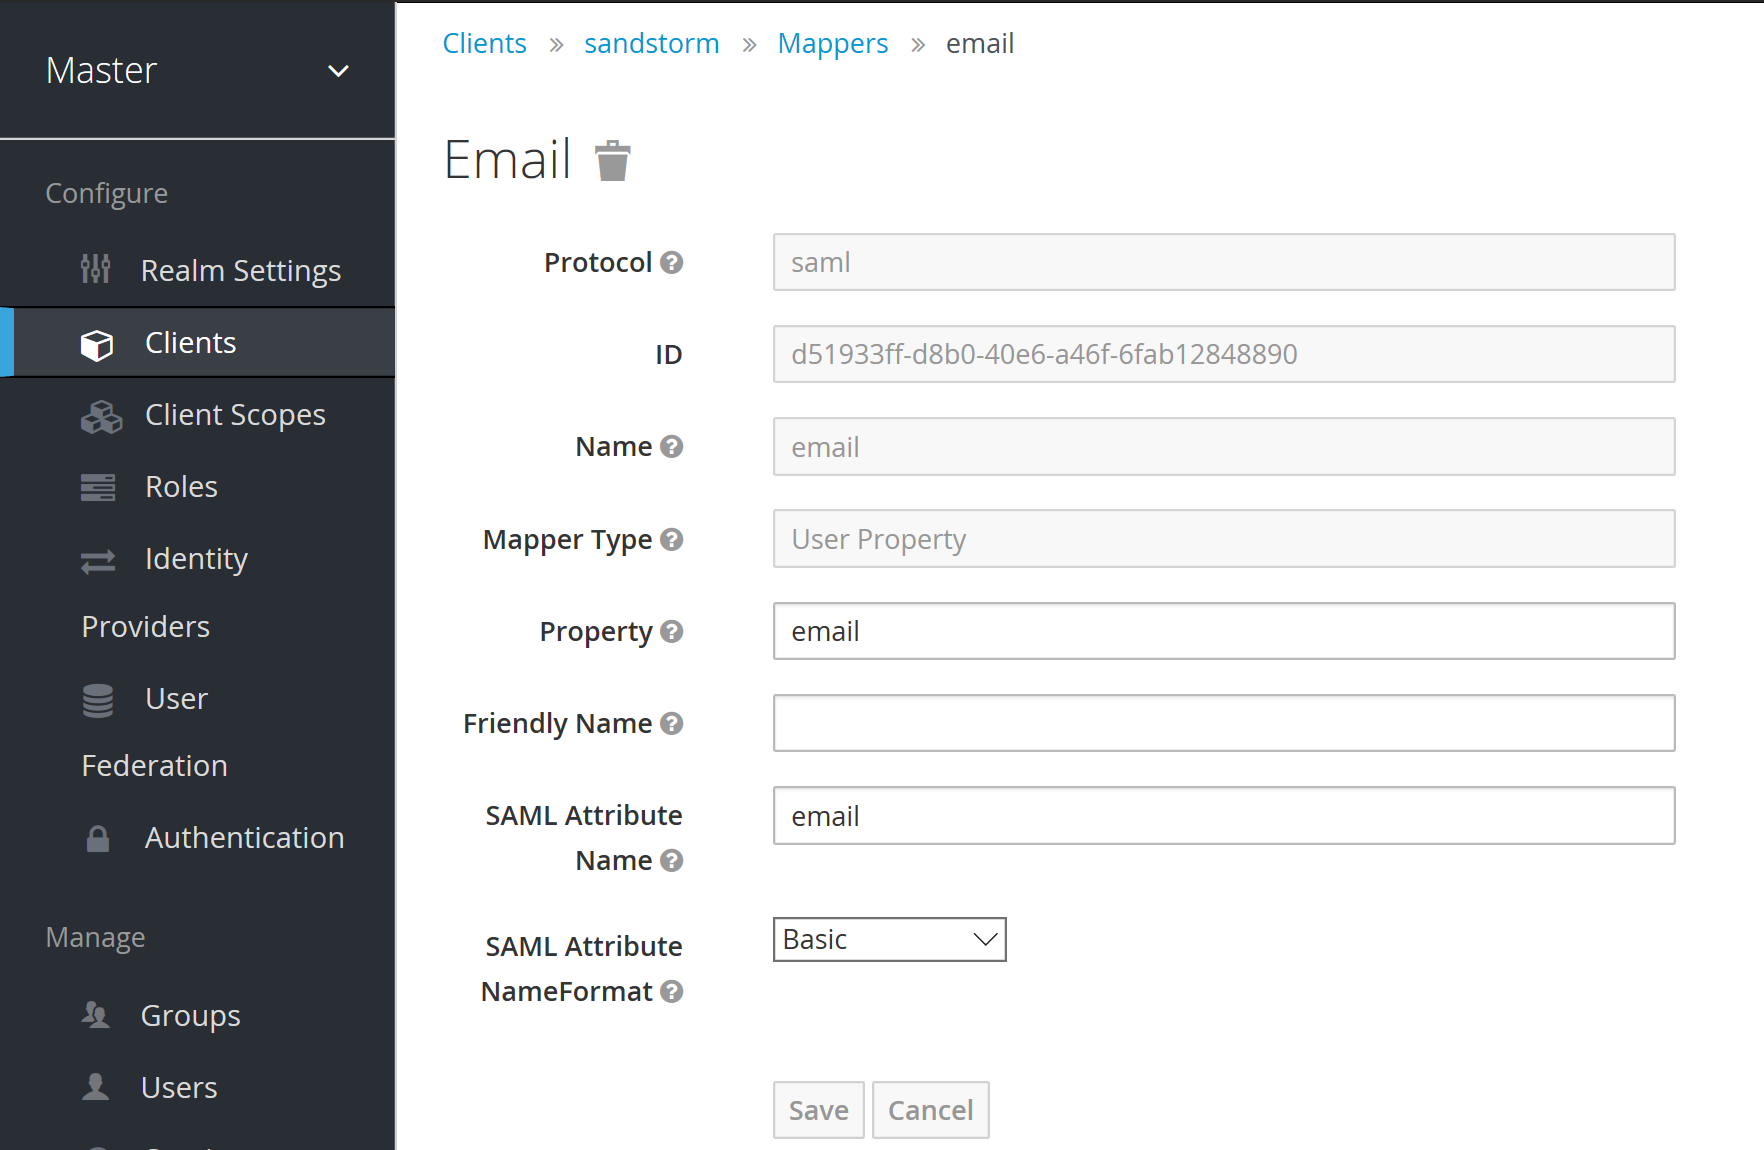 Master
Configure
Realm Settings
Clients
Client Scopes
Roles
Identity
Providers
User
Federation
Authentication
Manage
Groups
Users
Clients » sandstorm » Mappers » email
Email
Protocol ? saml
ID d51933ff-d8b0-40e6-a46f-6fab12848890
Name ? email
Mapper Type ? User Property
Property ? email
Friendly Name ?
SAML Attribute email
Name ?
SAML Attribute Basic
NameFormat ?
Save Cancel